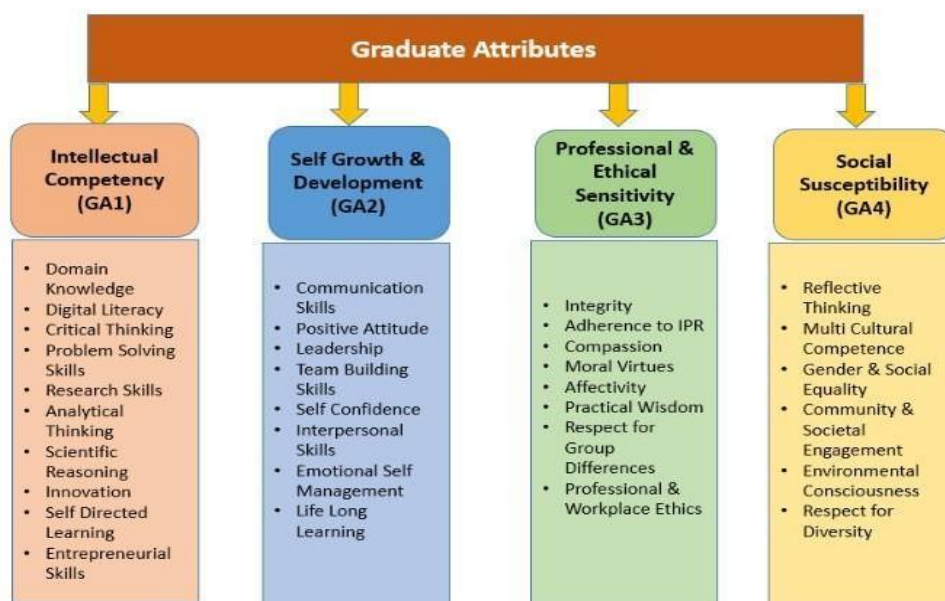 Graduate Attributes
Intellectual
Competency
(GA1)
• Domain
Knowledge
• Digital Literacy
• Critical Thinking
• Problem Solving
Skills
• Research Skills
• Analytical
Thinking
• Scientific
Reasoning
• Innovation
• Self Directed
Learning
• Entrepreneurial
Skills
Self Growth &
Development
(GA2)
• Communication
Skills
• Positive Attitude
• Leadership
• Team Building
Skills
• Self Confidence
• Interpersonal
Skills
• Emotional Self
Management
• Life Long
Learning
Professional &
Ethical
Sensitivity
(GA3)
• Integrity
• Adherence to IPR
• Compassion
• Moral Virtues
• Affectivity
• Practical Wisdom
• Respect for
Group
Differences
• Professional &
Workplace Ethics
Social
Susceptibility
(GA4)
• Reflective
Thinking
• Multi Cultural
Competence
• Gender & Social
Equality
• Community &
Societal
Engagement
• Environmental
Consciousness
• Respect for
Diversity